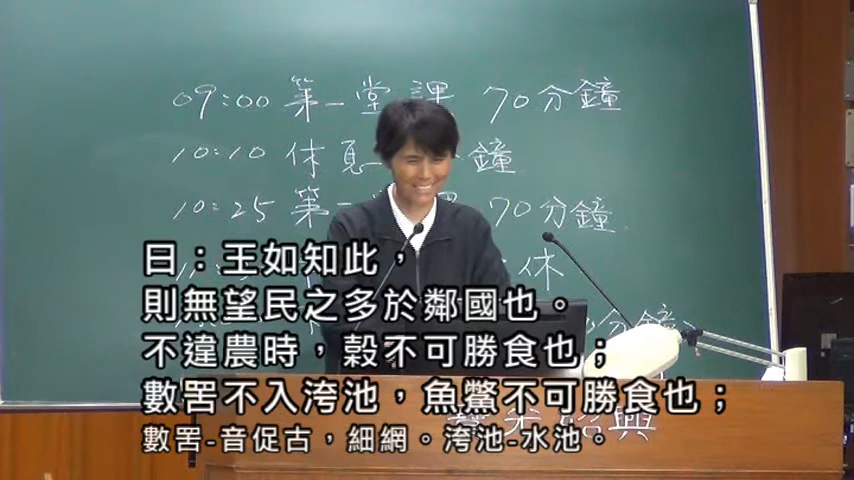 09:00 第一堂課 70分鐘
10:10 休息 鐘
10:25 第 70分鐘
休
曰：王如知此，
則無望民之多於鄰國也。
不違農時，穀不可勝食也；
數罟不入洿池，魚鱉不可勝食也；
數罟-音促古，細網。洿池-水池。